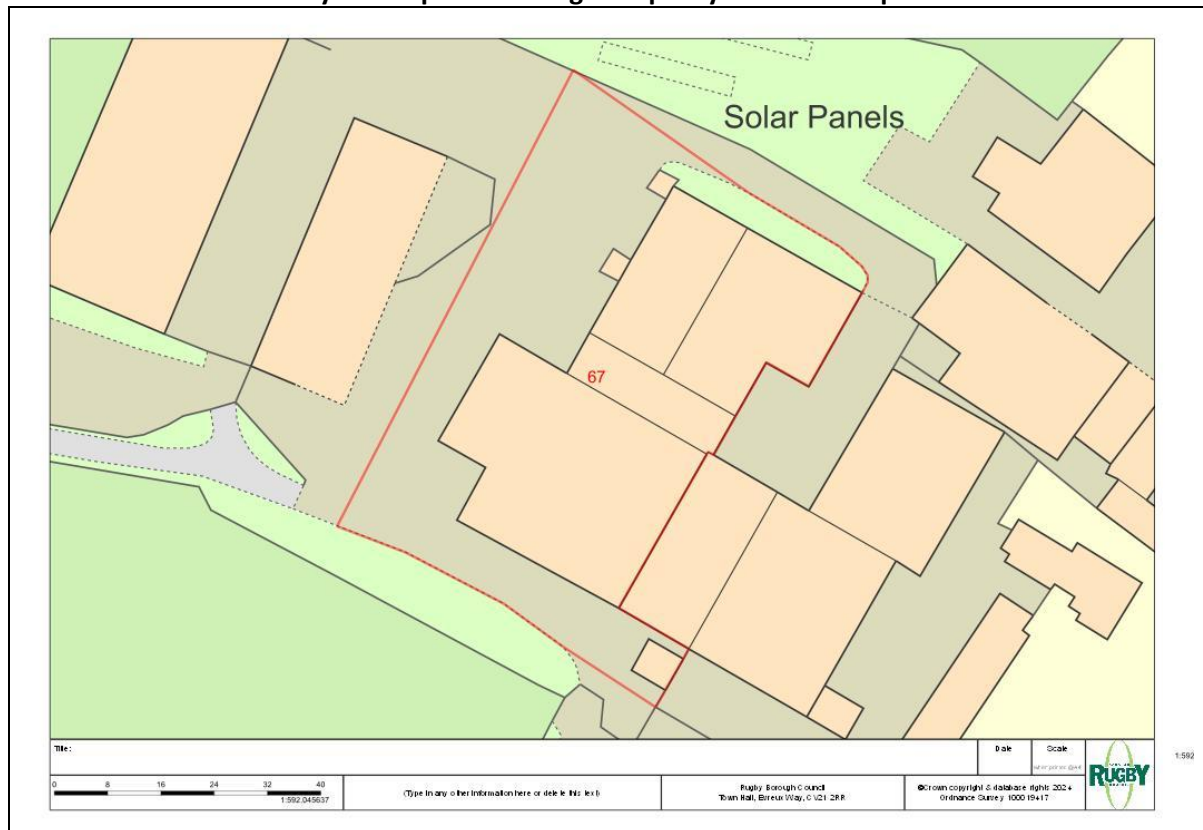 Solar Panels
67
Title:
Date
Scale
0 8 16 24 32 40
1:592.045637
(Type in any other information here or delete this text)
Rugby Borough Council
Town Hall, Evreux Way, CV21 2RR
©Crown copyright & database rights 2024
Ordnance Survey 100019417
RUGBY
1:592